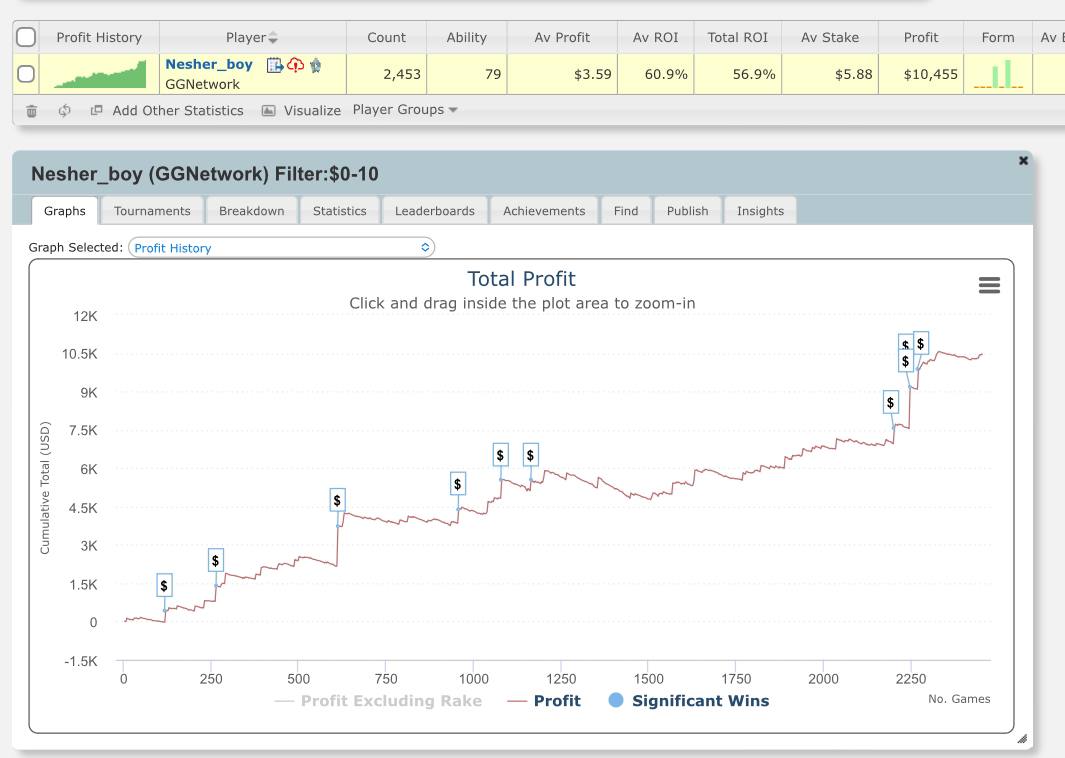 Profit History Player Count Ability Av Profit Av ROI Total ROI Av Stake Profit Form Av
Nesher_boy
GGNetwork
2,453 79 $3.59 60.9% 56.9% $5.88 $10,455
Add Other Statistics Visualize Player Groups
Nesher_boy (GGNetwork) Filter:$0-10
Graphs Tournaments Breakdown Statistics Leaderboards Achievements Find Publish Insights
Graph Selected: Profit History
Total Profit
Click and drag inside the plot area to zoom-in
12K
10.5K
9K
7.5K
6K
4.5K
3K
1.5K
0
-1.5K
Cumulative Total (USD)
$
$
$
$
$
$
$
$
$
$
0 250 500 750 1000 1250 1500 1750 2000 2250
No. Games
Profit Excluding Rake Profit Significant Wins